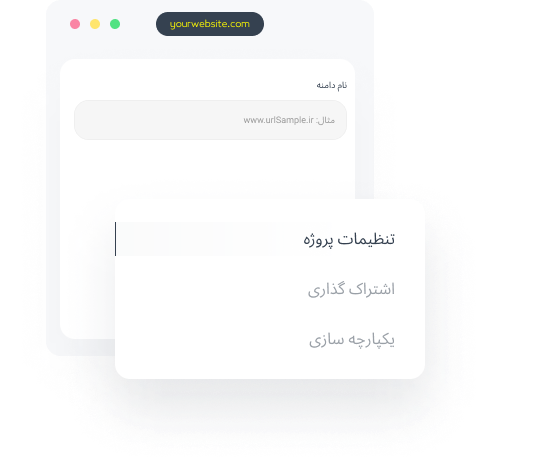 yourwebsite.com
نام دامنه
مثال: www.urlSample.ir
تنظیمات پروژه
اشتراک گذاری
یکپارچه سازی